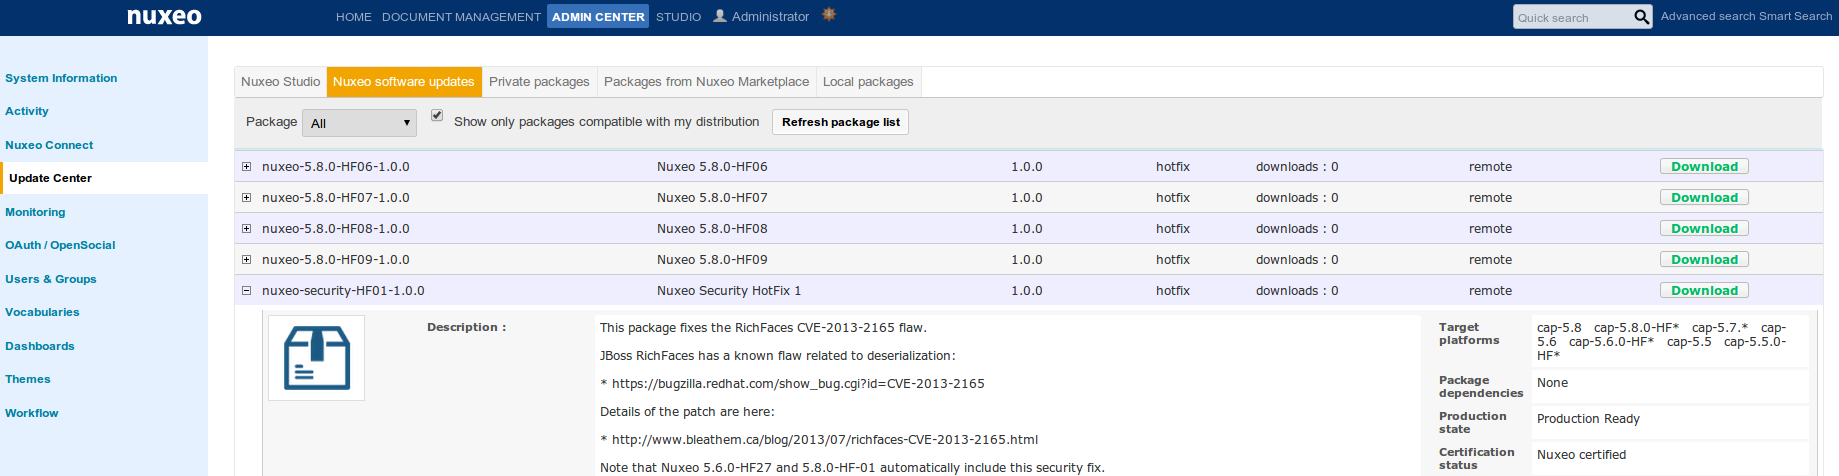 nuxeo HOME DOCUMENT MANAGEMENT ADMIN CENTER STUDIO Administrator Quick search Advanced search Smart Search
System Information
Activity
Nuxeo Connect
Update Center
Monitoring
OAuth / OpenSocial
Users & Groups
Vocabularies
Dashboards
Themes
Workflow
Nuxeo Studio Nuxeo software updates Private packages Packages from Nuxeo Marketplace Local packages
Package All Show only packages compatible with my distribution Refresh package list
nuxeo-5.8.0-HF06-1.0.0 Nuxeo 5.8.0-HF06 1.0.0 hotfix downloads : 0 remote Download
nuxeo-5.8.0-HF07-1.0.0 Nuxeo 5.8.0-HF07 1.0.0 hotfix downloads : 0 remote Download
nuxeo-5.8.0-HF08-1.0.0 Nuxeo 5.8.0-HF08 1.0.0 hotfix downloads : 0 remote Download
nuxeo-5.8.0-HF09-1.0.0 Nuxeo 5.8.0-HF09 1.0.0 hotfix downloads : 0 remote Download
nuxeo-security-HF01-1.0.0 Nuxeo Security HotFix 1 1.0.0 hotfix downloads : 0 remote Download
Description :
This package fixes the RichFaces CVE-2013-2165 flaw.
JBoss RichFaces has a known flaw related to deserialization:
* https://bugzilla.redhat.com/show_bug.cgi?id=CVE-2013-2165
Details of the patch are here:
* http://www.bleathem.ca/blog/2013/07/richfaces-CVE-2013-2165.html
Note that Nuxeo 5.6.0-HF27 and 5.8.0-HF-01 automatically include this security fix.
Target
platforms
cap-5.8 cap-5.8.0-HF* cap-5.7.* cap-
5.6 cap-5.6.0-HF* cap-5.5 cap-5.5.0-
HF*
Package
dependencies
None
Production
state
Production Ready
Certification
status
Nuxeo certified